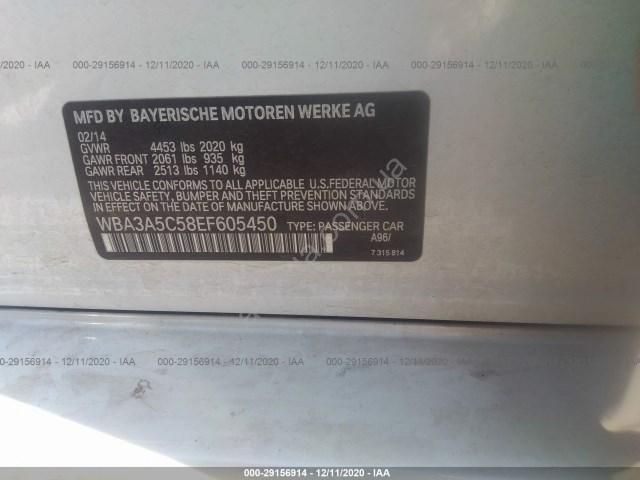 000-29156914 - 12/11/2020 - IAA
MFD BY BAYERISCHE MOTOREN WERKE AG
02/14
GVWR 4453 lbs 2020 kg
GAWR FRONT 2061 lbs 935 kg
GAWR REAR 2513 lbs 1140 kg
THIS VEHICLE CONFORMS TO ALL APPLICABLE U.S.FEDERAL MOTOR
VEHICLE SAFETY, BUMPER AND THEFT PREVENTION STANDARDS
IN EFFECT ON THE DATE OF MANUFACTURE SHOWN ABOVE.
WBA3A5C58EF605450 TYPE: PASSENGER CAR
A96/
7 315 814
000-29156914 - 12/11/2020 - IAA
000-29156914 - 12/11/2020 - IAA